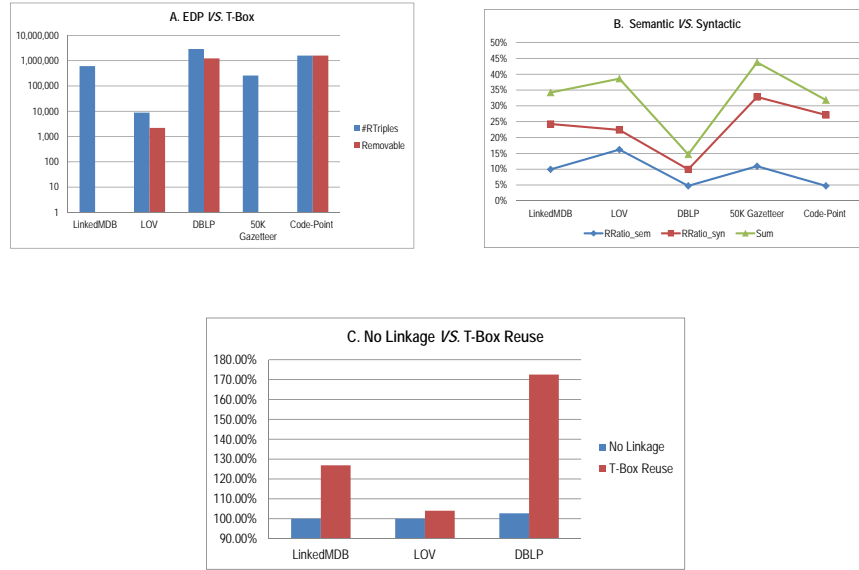 A. EDP VS. T-Box
10,000,000
1,000,000
100,000
10,000
1,000
100
10
1
LinkedMDB LOV DBLP 50K Gazetteer Code-Point
#RTriples
Removable
B. Semantic VS. Syntactic
50%
45%
40%
35%
30%
25%
20%
15%
10%
5%
0%
LinkedMDB LOV DBLP 50K Gazetteer Code-Point
RRatio_sem RRatio_syn Sum
C. No Linkage VS. T-Box Reuse
180.00%
170.00%
160.00%
150.00%
140.00%
130.00%
120.00%
110.00%
100.00%
90.00%
LinkedMDB LOV DBLP
No Linkage
T-Box Reuse